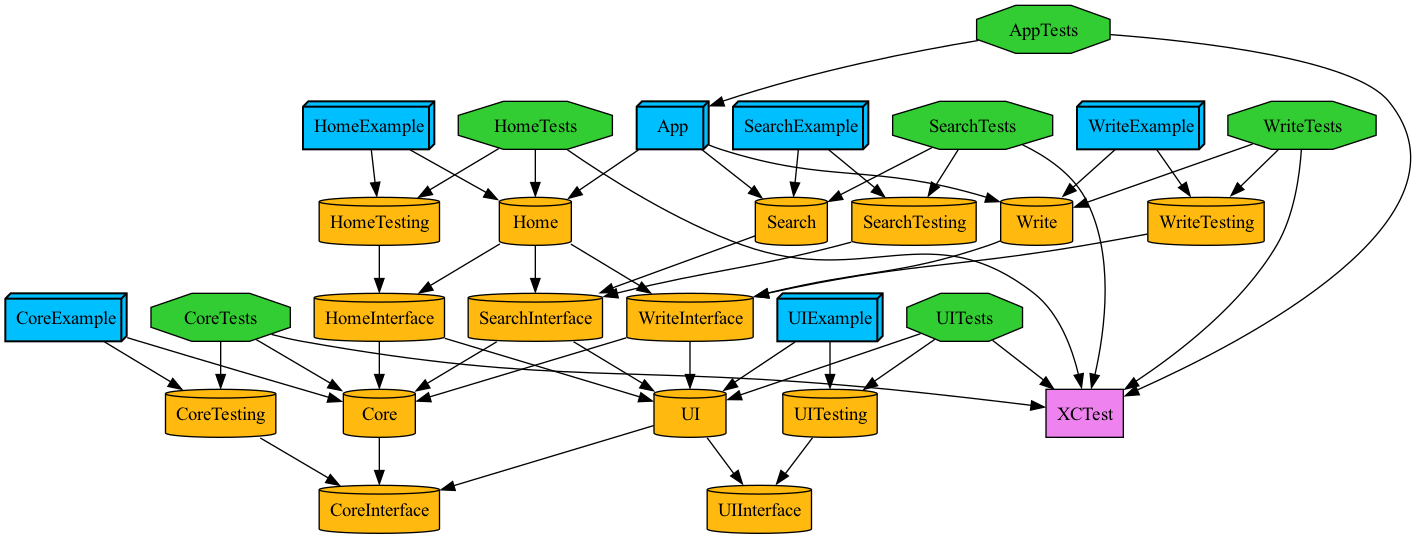 AppTests
HomeExample
HomeTests
App
SearchExample
SearchTests
WriteExample
WriteTests
HomeTesting
Home
Search
SearchTesting
Write
WriteTesting
CoreExample
CoreTests
HomeInterface
SearchInterface
WriteInterface
UIExample
UITests
CoreTesting
Core
UI
UITesting
XCTest
CoreInterface
UIInterface